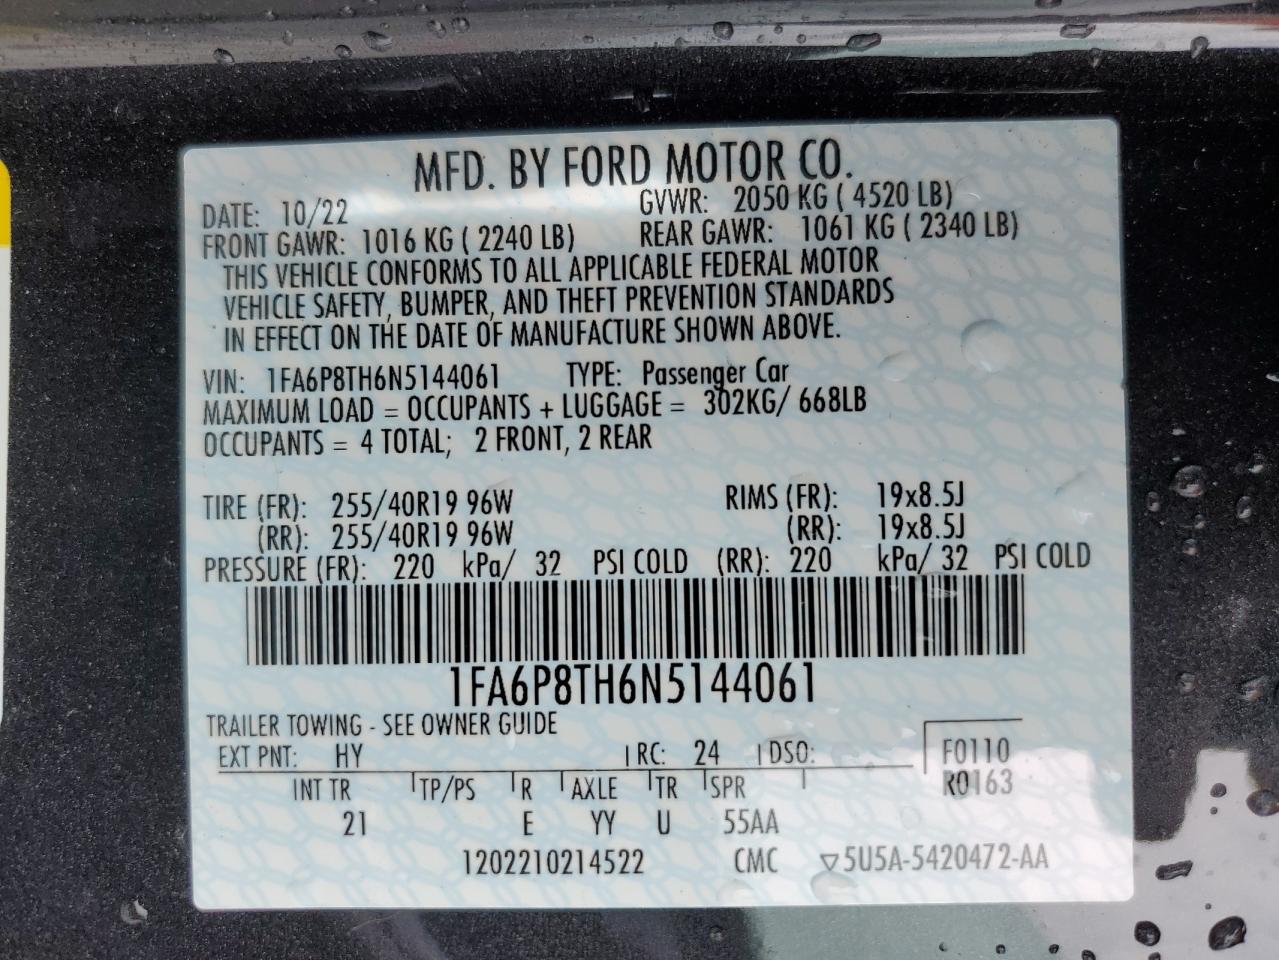 MFD. BY FORD MOTOR CO.
DATE: 10/22 GVWR: 2050 KG ( 4520 LB)
FRONT GAWR: 1016 KG ( 2240 LB) REAR GAWR: 1061 KG ( 2340 LB)
THIS VEHICLE CONFORMS TO ALL APPLICABLE FEDERAL MOTOR
VEHICLE SAFETY, BUMPER, AND THEFT PREVENTION STANDARDS
IN EFFECT ON THE DATE OF MANUFACTURE SHOWN ABOVE.
VIN: 1FA6P8TH6N5144061 TYPE: Passenger Car
MAXIMUM LOAD = OCCUPANTS + LUGGAGE = 302KG/ 668LB
OCCUPANTS = 4 TOTAL; 2 FRONT, 2 REAR
TIRE (FR): 255/40R19 96W RIMS (FR): 19x8.5J
(RR): 255/40R19 96W (RR): 19x8.5J
PRESSURE (FR): 220 kPa/ 32 PSI COLD (RR): 220 kPa/ 32 PSI COLD
1FA6P8TH6N5144061
TRAILER TOWING - SEE OWNER GUIDE
EXT PNT: HY RC: 24 DSO: F0110
R0163
INT TR TP/PS R AXLE TR SPR
21 E YY U 55AA
1202210214522 CMC ▽5U5A-5420472-AA